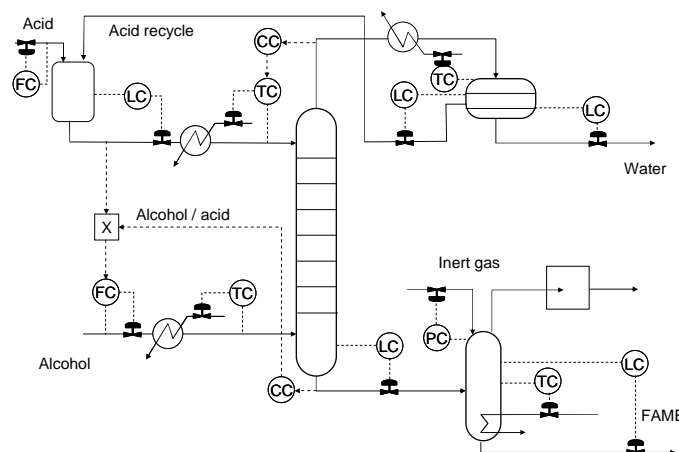 Acid
Acid recycle
CC
FC
LC
TC
TC
LC
LC
Water
X
Alcohol / acid
Inert gas
FC
TC
PC
LC
LC
TC
Alcohol
CC
FAME